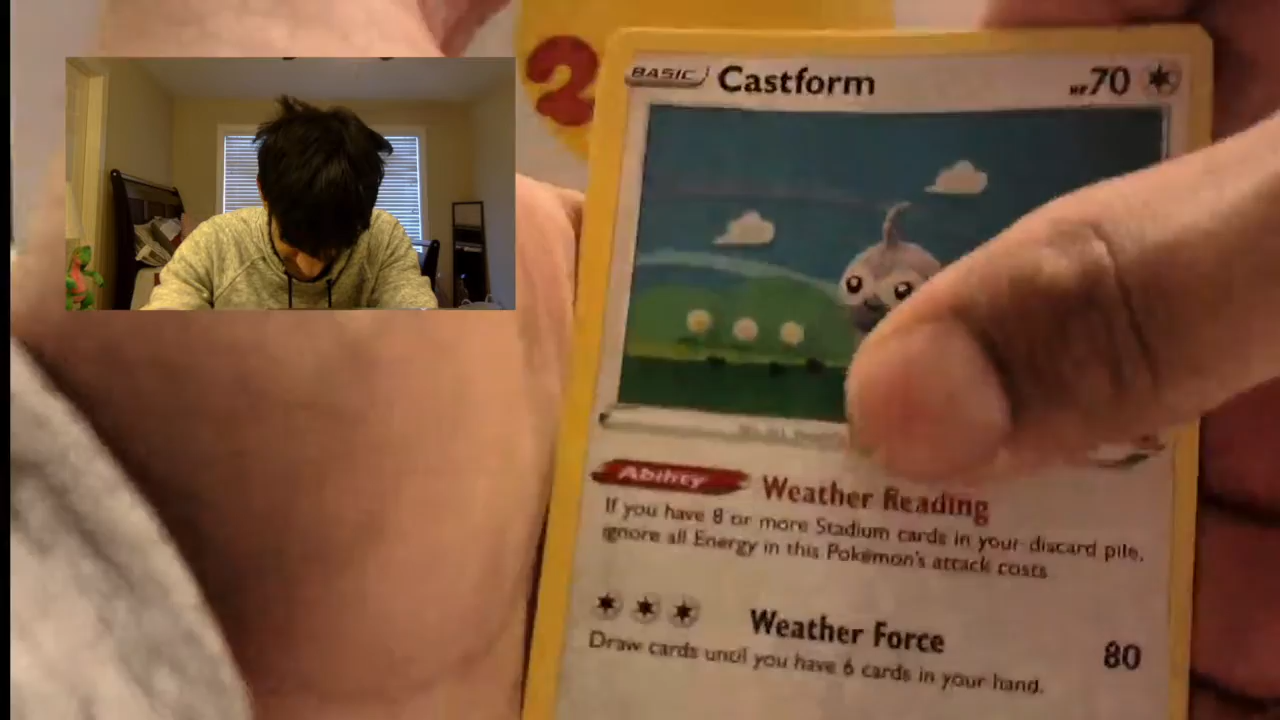 2
BASIC Castform HP 70
Ability Weather Reading
If you have 8 or more Stadium cards in your discard pile,
ignore all Energy in this Pokémon's attack costs.
Weather Force 80
Draw cards until you have 6 cards in your hand.